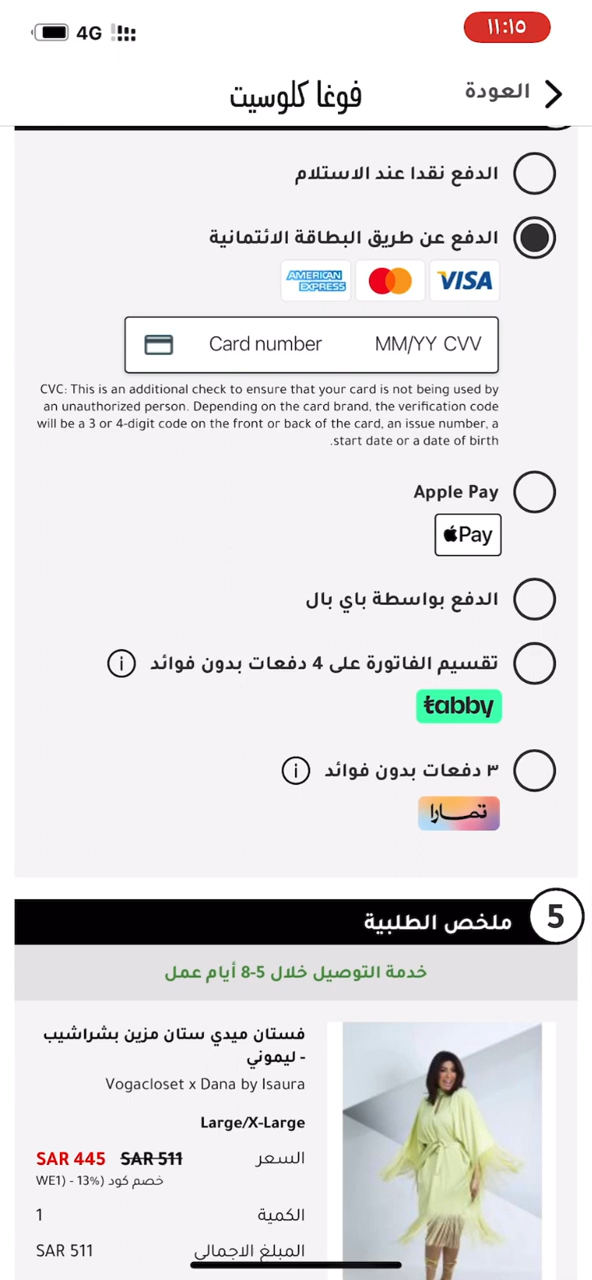 4G
١١:١٥
العودة
فوغا كلوسيت
الدفع نقدا عند الاستلام
الدفع عن طريق البطاقة الائتمانية
AMERICAN EXPRESS
VISA
Card number MM/YY CVV
CVC: This is an additional check to ensure that your card is not being used by
an unauthorized person. Depending on the card brand, the verification code
will be a 3 or 4-digit code on the front or back of the card, an issue number, a
.start date or a date of birth
Apple Pay
Pay
الدفع بواسطة باي بال
تقسيم الفاتورة على 4 دفعات بدون فوائد
tabby
٣ دفعات بدون فوائد
تمارا
5 ملخص الطلبية
خدمة التوصيل خلال 5-8 أيام عمل
فستان ميدي ستان مزين بشراشيب
- ليموني
Vogacloset x Dana by Isaura
Large/X-Large
السعر SAR 511 SAR 445
خصم كود (WE1) - 13%
الكمية 1
المبلغ الاجمالي SAR 511